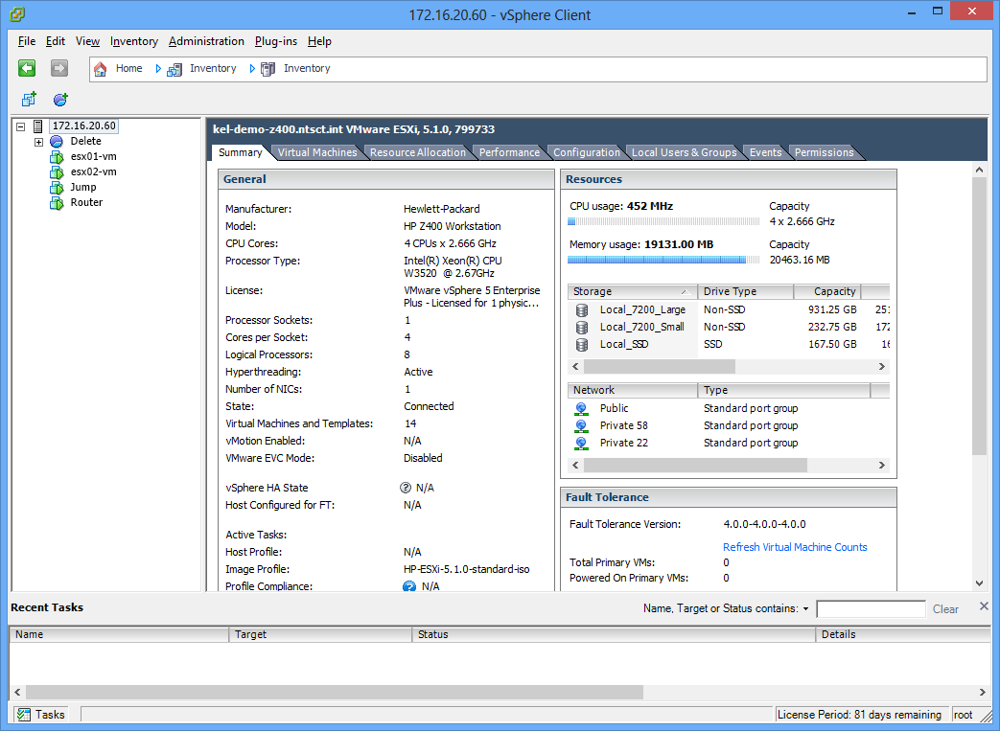 172.16.20.60 - vSphere Client
File Edit View Inventory Administration Plug-ins Help
Home Inventory Inventory
172.16.20.60
Delete
esx01-vm
esx02-vm
Jump
Router
kel-demo-z400.ntsct.int VMware ESXi, 5.1.0, 799733
Summary Virtual Machines Resource Allocation Performance Configuration Local Users & Groups Events Permissions
General
Manufacturer: Hewlett-Packard
Model: HP Z400 Workstation
CPU Cores: 4 CPUs x 2.666 GHz
Processor Type: Intel(R) Xeon(R) CPU
W3520 @ 2.67GHz
License: VMware vSphere 5 Enterprise
Plus - Licensed for 1 physic...
Processor Sockets: 1
Cores per Socket: 4
Logical Processors: 8
Hyperthreading: Active
Number of NICs: 1
State: Connected
Virtual Machines and Templates: 14
vMotion Enabled: N/A
VMware EVC Mode: Disabled
vSphere HA State N/A
Host Configured for FT: N/A
Active Tasks:
Host Profile: N/A
Image Profile: HP-ESXi-5.1.0-standard-iso
Profile Compliance: N/A
Resources
CPU usage: 452 MHz Capacity
4 x 2.666 GHz
Memory usage: 19131.00 MB Capacity
20463.16 MB
Storage Drive Type Capacity
Local_7200_Large Non-SSD 931.25 GB 251
Local_7200_Small Non-SSD 232.75 GB 172
Local_SSD SSD 167.50 GB
Network Type
Public Standard port group
Private 58 Standard port group
Private 22 Standard port group
Fault Tolerance
Fault Tolerance Version: 4.0.0-4.0.0-4.0.0
Refresh Virtual Machine Counts
Total Primary VMs: 0
Powered On Primary VMs: 0
Recent Tasks
Name, Target or Status contains: Clear
Name Target Status Details
Tasks License Period: 81 days remaining root